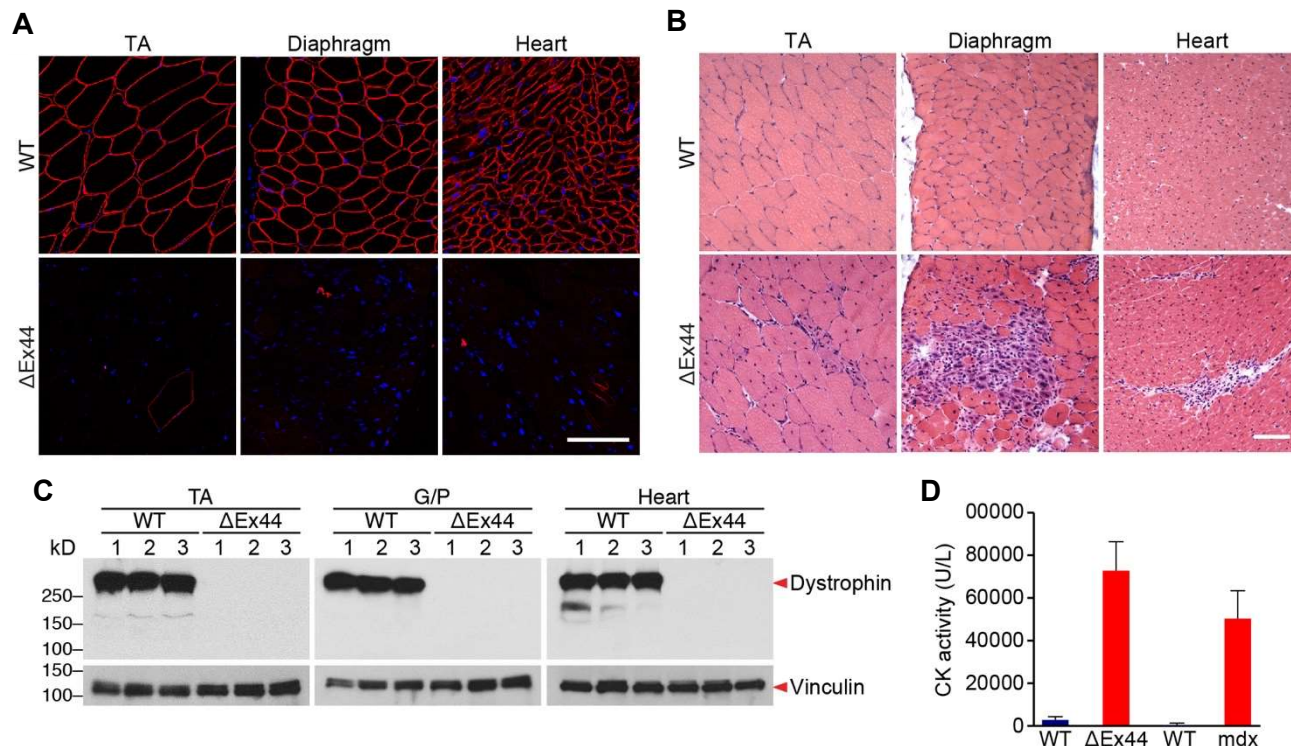 A
TA Diaphragm Heart
WT
ΔEx44
B
TA Diaphragm Heart
WT
ΔEx44
C
TA G/P Heart
WT ΔEx44 WT ΔEx44 WT ΔEx44
kD 1 2 3 1 2 3 1 2 3 1 2 3 1 2 3 1 2 3
Dystrophin
250
150
100
150
100
Vinculin
D
CK activity (U/L)
00000
80000
60000
40000
20000
0
WT ΔEx44 WT mdx